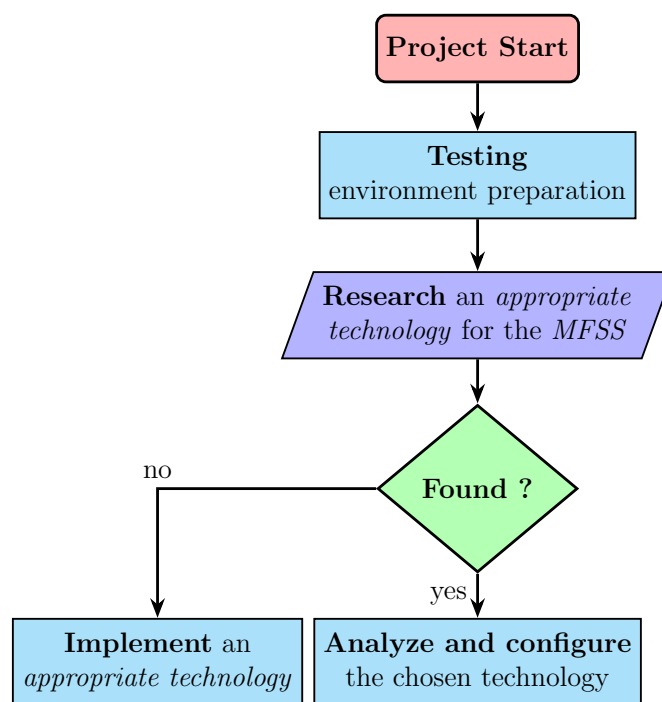 Project Start
Testing
environment preparation
Research an appropriate
technology for the MFSS
Found ?
no
yes
Implement an
appropriate technology
Analyze and configure
the chosen technology